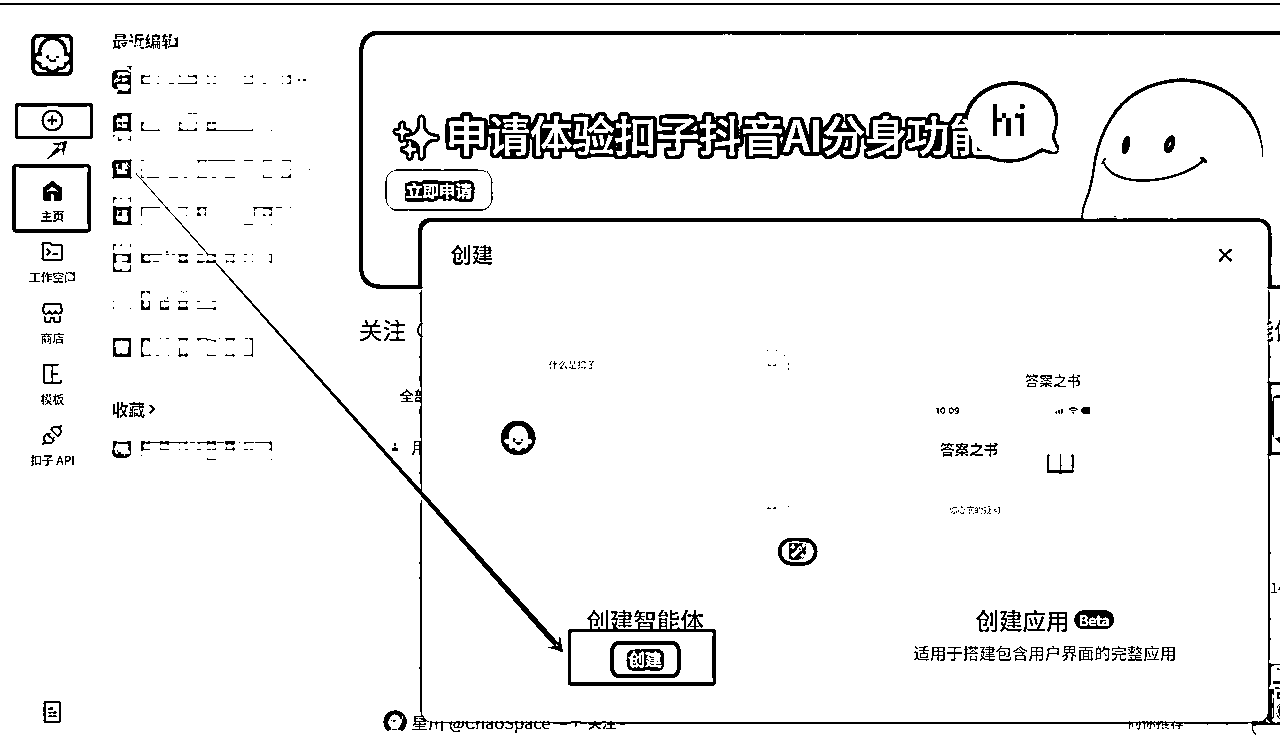 最近编辑
主页
工作空间
商店
模板
扣子 API
收藏 >
申请体验扣子抖音AI分身功能
hi
立即申请
关注
全部
创建
什么是扣子
答案之书
10:09
答案之书
创建智能体
创建
创建应用 Beta
适用于搭建包含用户界面的完整应用
@ChaoSpace
关注